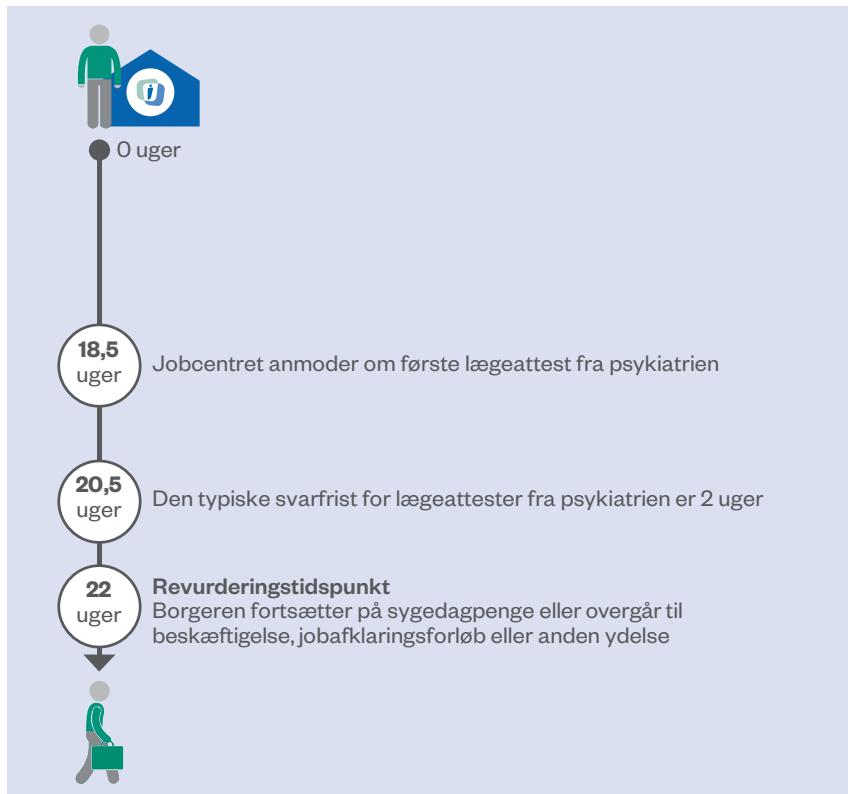 0 uger
18,5
uger
Jobcentret anmoder om første lægeattest fra psykiatrien
20,5
uger
Den typiske svarfrist for lægeattester fra psykiatrien er 2 uger
22
uger
Revurderingstidspunkt
Borgeren fortsætter på sygedagpenge eller overgår til
beskæftigelse, jobafklaringsforløb eller anden ydelse